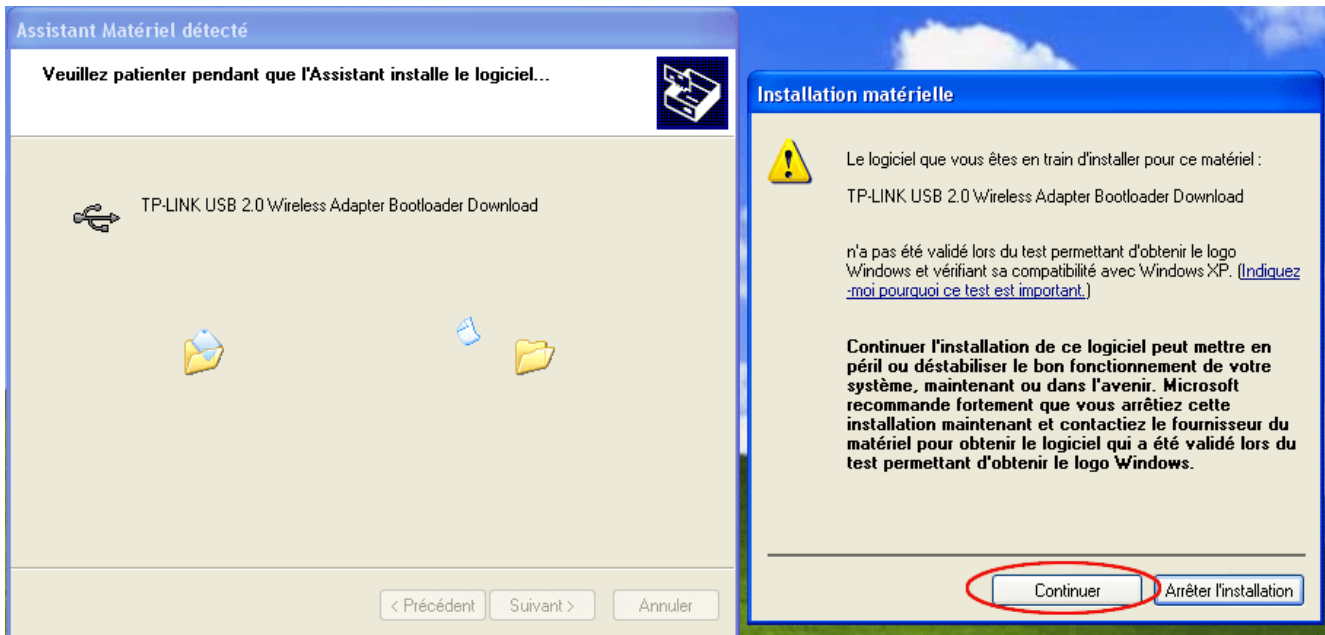 Assistant Matériel détecté
Veuillez patienter pendant que l'Assistant installe le logiciel...
TP-LINK USB 2.0 Wireless Adapter Bootloader Download
< Précédent
Suivant >
Annuler
Installation matérielle
Le logiciel que vous êtes en train d'installer pour ce matériel :
TP-LINK USB 2.0 Wireless Adapter Bootloader Download
n'a pas été validé lors du test permettant d'obtenir le logo
Windows et vérifiant sa compatibilité avec Windows XP. (Indiquez
-moi pourquoi ce test est important.)
Continuer l'installation de ce logiciel peut mettre en
péril ou déstabiliser le bon fonctionnement de votre
système, maintenant ou dans l'avenir. Microsoft
recommande fortement que vous arrêtiez cette
installation maintenant et contactiez le fournisseur du
matériel pour obtenir le logiciel qui a été validé lors du
test permettant d'obtenir le logo Windows.
Continuer
Arrêter l'installation